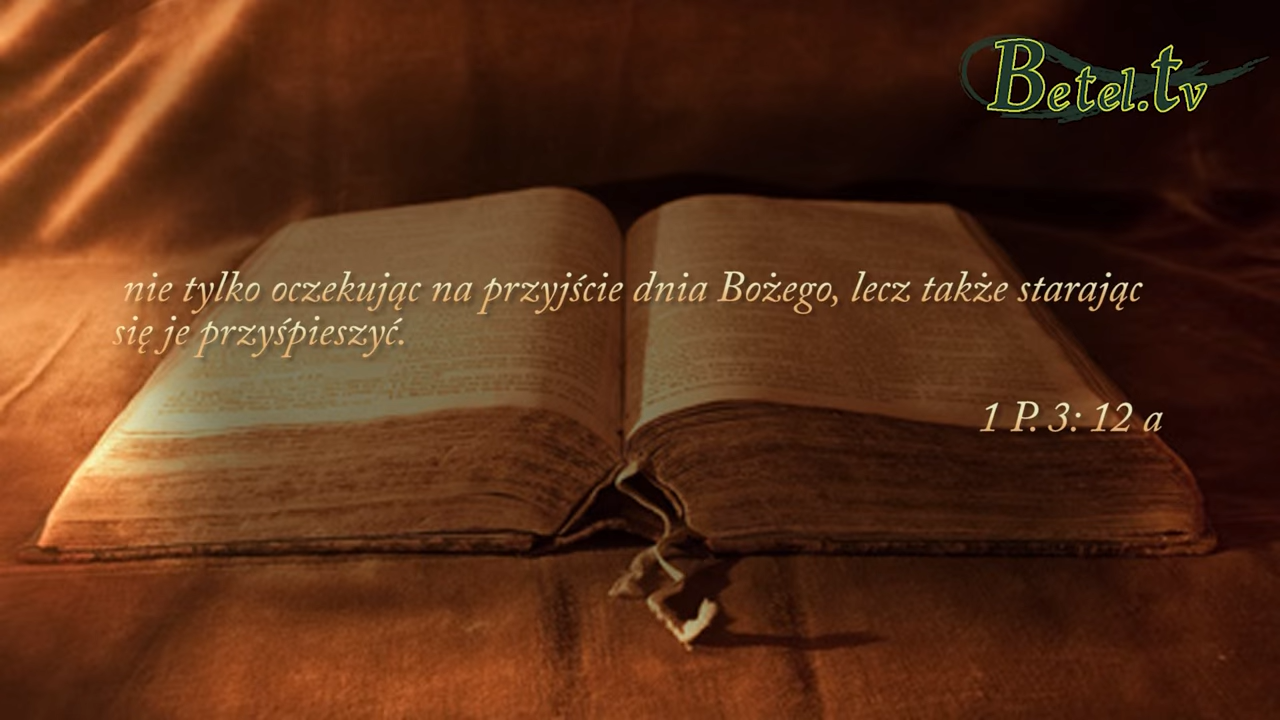 Betel.tv
nie tylko oczekując na przyjście dnia Bożego, lecz także starając
się je przyśpieszyć.
1 P. 3: 12 a